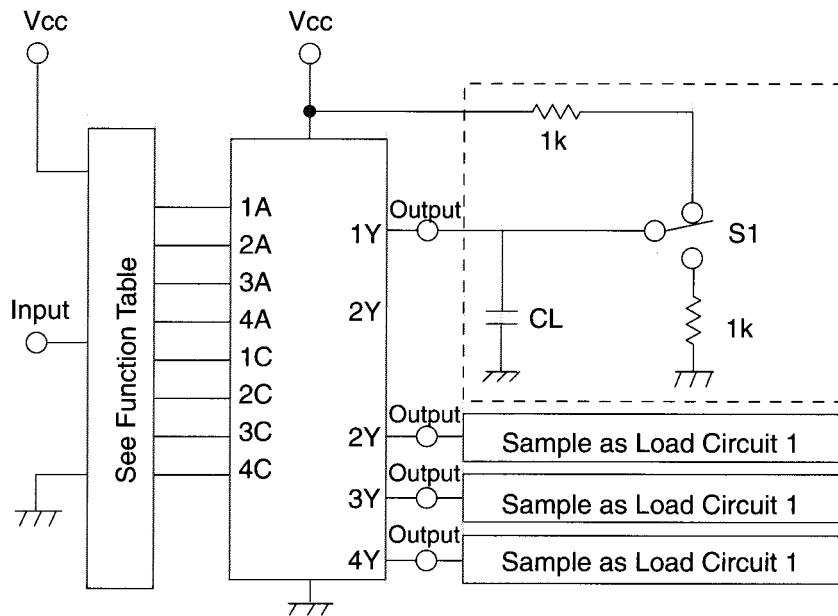 Vcc
Vcc
1k
S1
1k
CL
Input
See Function Table
1A
2A
3A
4A
1C
2C
3C
4C
1Y
2Y
2Y
3Y
4Y
Output
Output
Output
Output
Sample as Load Circuit 1
Sample as Load Circuit 1
Sample as Load Circuit 1